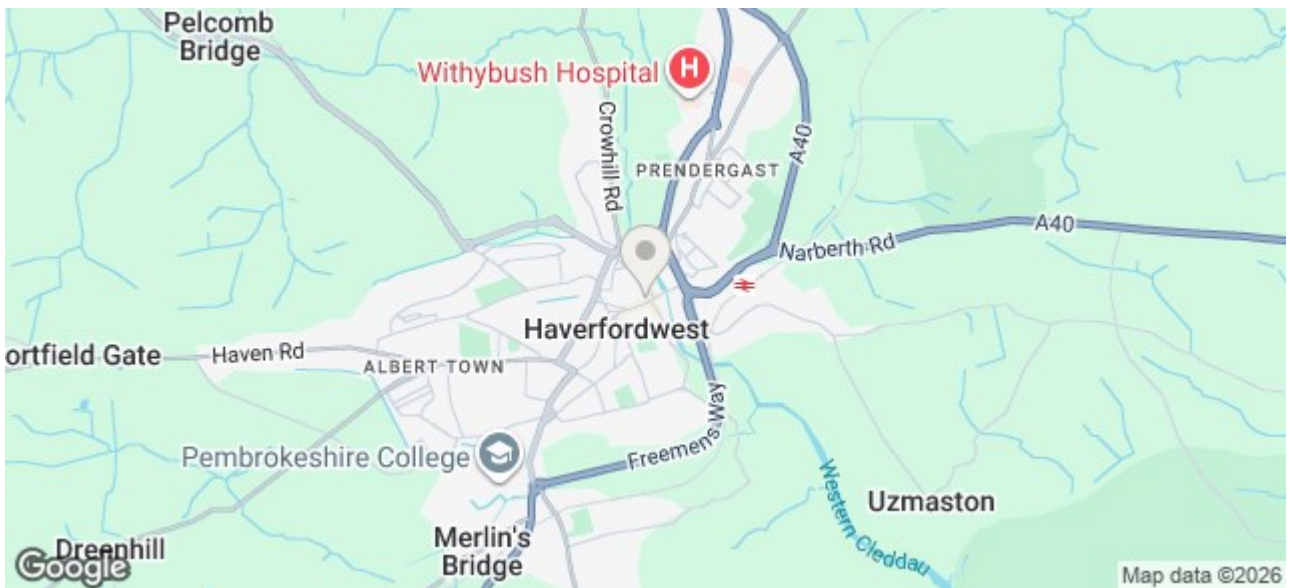 Pelcomb
Bridge
Withybush Hospital
H
Crowhill Rd
A40
PRENDERGAST
Narberth Rd
A40
Haverfordwest
ortfield Gate
Haven Rd
ALBERT TOWN
Freemens Way
Pembrokeshire College
Western Cleddau
Uzmaston
Merlin's
Bridge
Dreenhill
Google
Map data ©2026